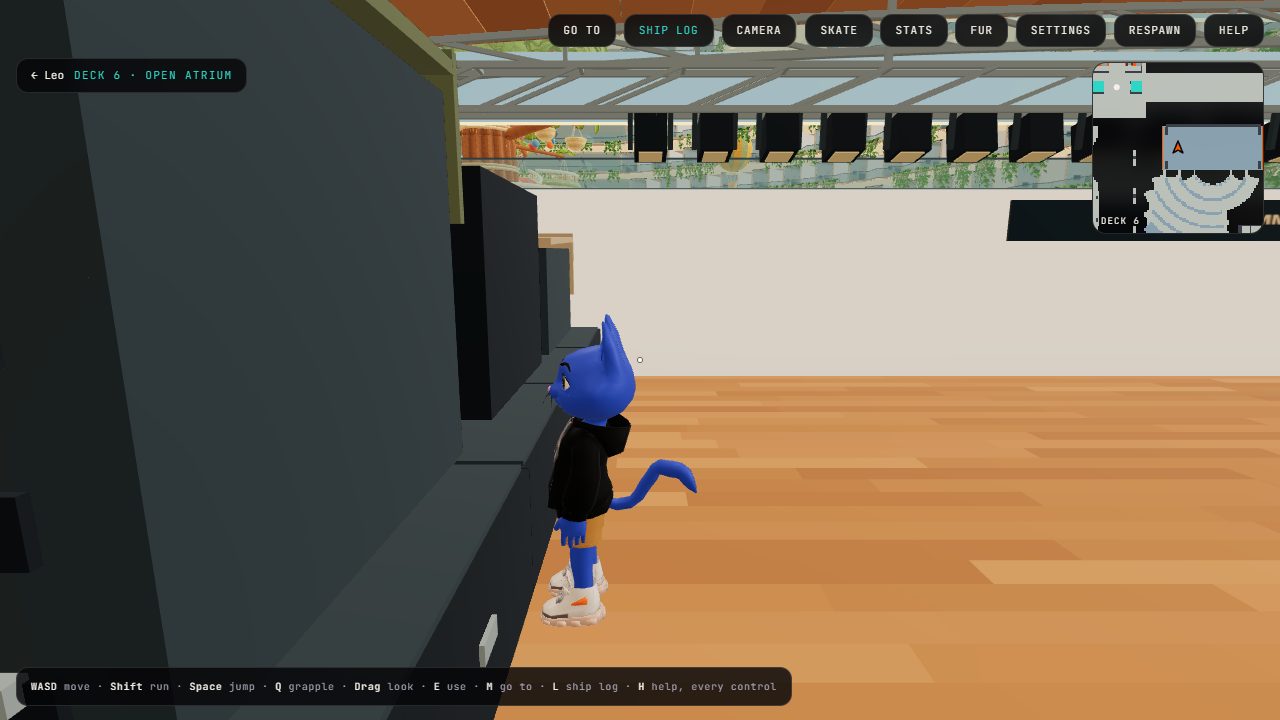 GO TO
SHIP LOG
CAMERA
SKATE
STATS
FUR
SETTINGS
RESPAWN
HELP
← Leo DECK 6 · OPEN ATRIUM
DECK 6
WASD move · Shift run · Space jump · Q grapple · Drag look · E use · M go to · L ship log · H help, every control